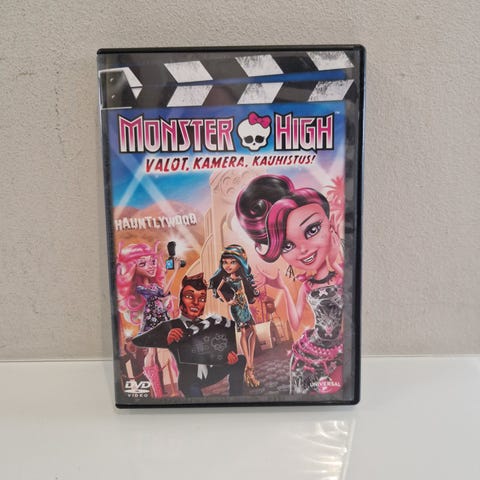 MONSTER HIGH
VALOT, KAMERA, KAUHISTUS!
HAUNTLYWOOD
DVD
VIDEO
UNIVERSAL